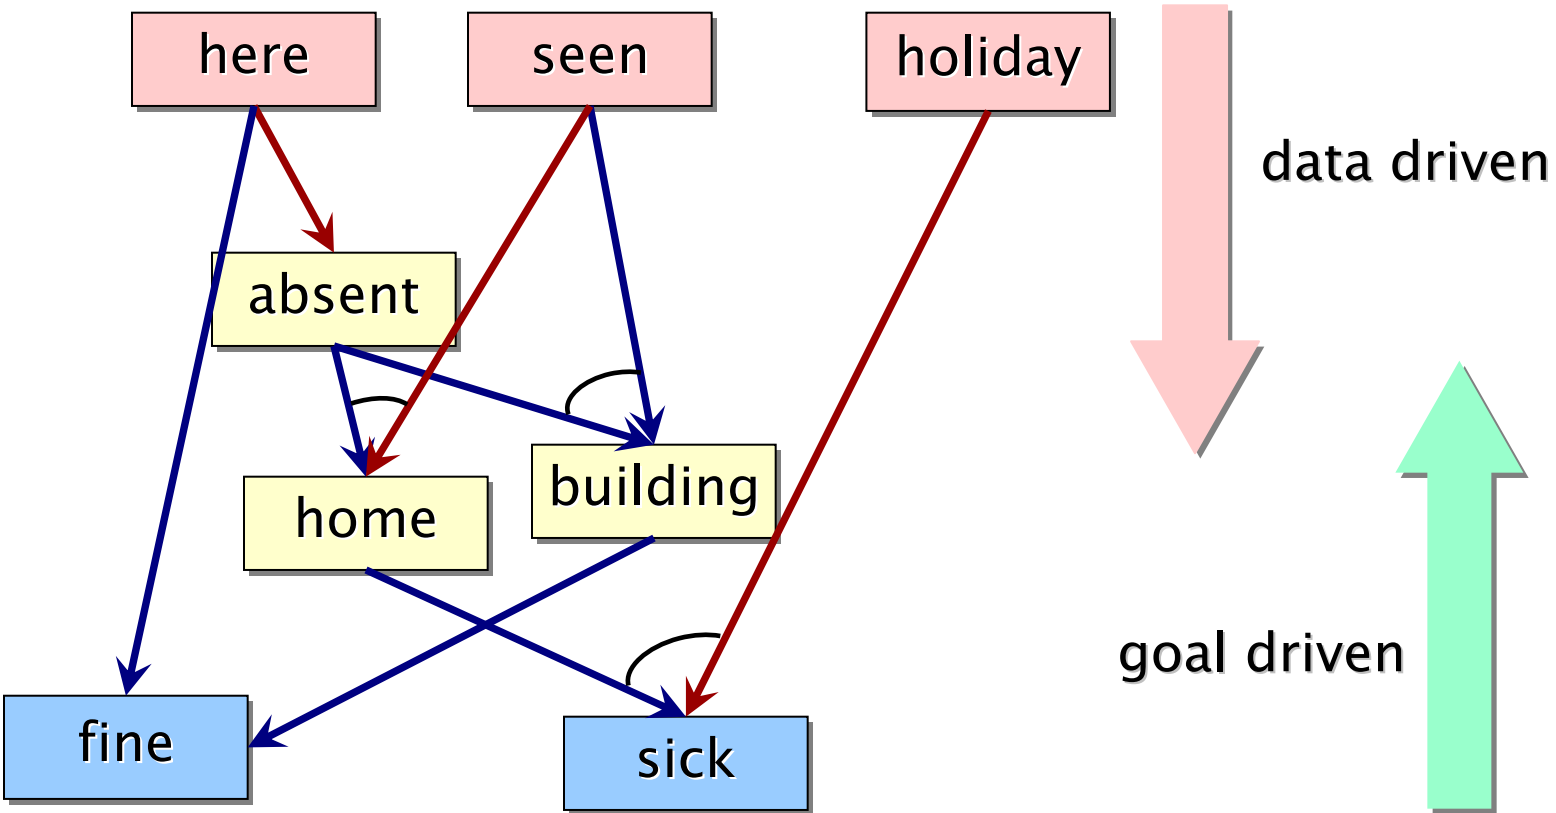 here
seen
holiday
data driven
absent
building
home
goal driven
fine
sick